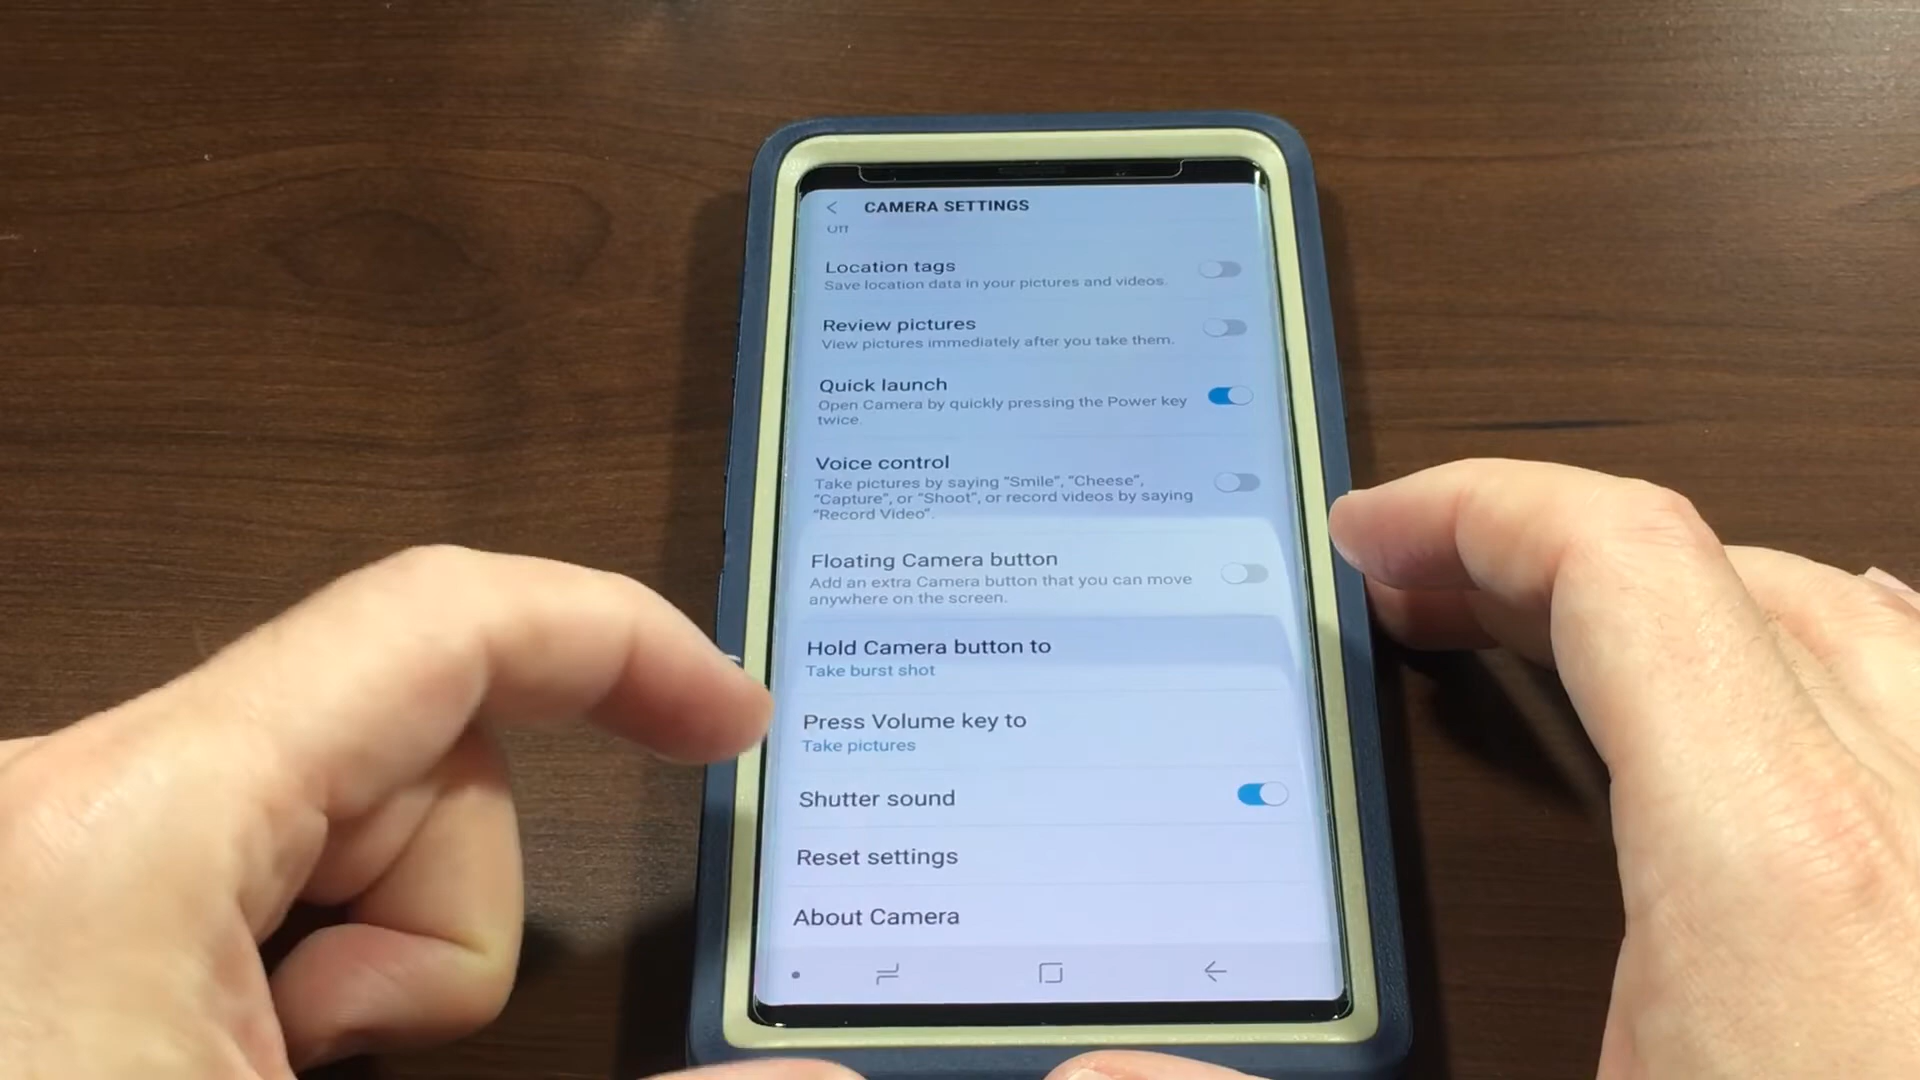 CAMERA SETTINGS
Off
Location tags
Save location data in your pictures and videos.
Review pictures
View pictures immediately after you take them.
Quick launch
Open Camera by quickly pressing the Power key
twice.
Voice control
Take pictures by saying "Smile", "Cheese",
"Capture", or "Shoot", or record videos by saying
"Record Video".
Floating Camera button
Add an extra Camera button that you can move
anywhere on the screen.
Hold Camera button to
Take burst shot
Press Volume key to
Take pictures
Shutter sound
Reset settings
About Camera